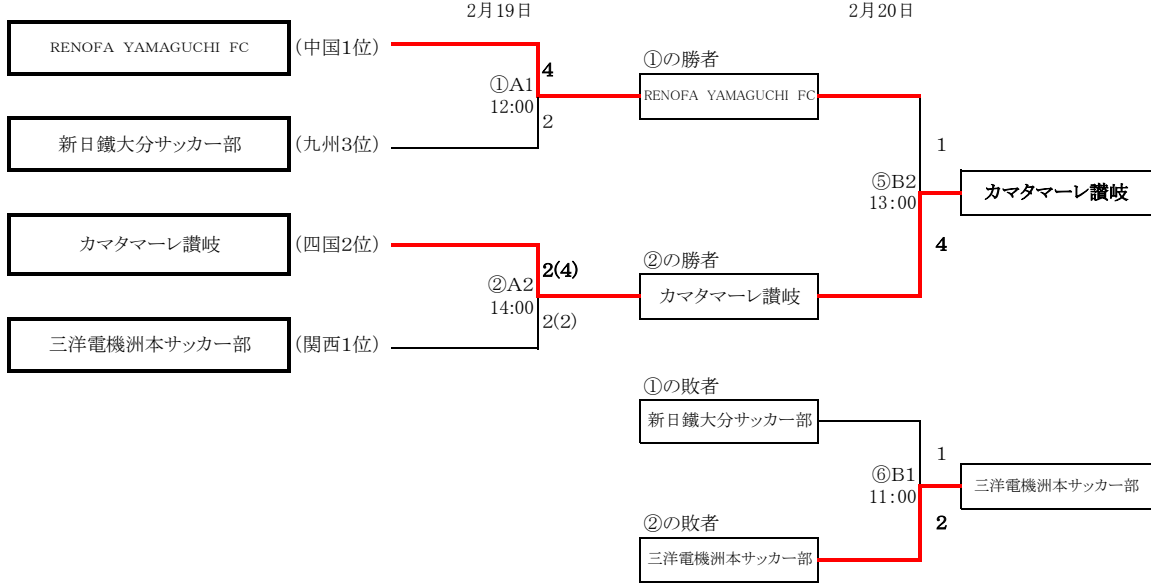 2月19日
2月20日
RENOFA YAMAGUCHI FC
(中国1位)
4
①の勝者
①A1
12:00
RENOFA YAMAGUCHI FC
2
新日鐵大分サッカー部
(九州3位)
1
⑤B2
13:00
カマタマーレ讃岐
カマタマーレ讃岐
(四国2位)
4
2(4)
②の勝者
②A2
14:00
カマタマーレ讃岐
2(2)
三洋電機洲本サッカー部
(関西1位)
①の敗者
新日鐵大分サッカー部
1
⑥B1
11:00
三洋電機洲本サッカー部
2
②の敗者
三洋電機洲本サッカー部